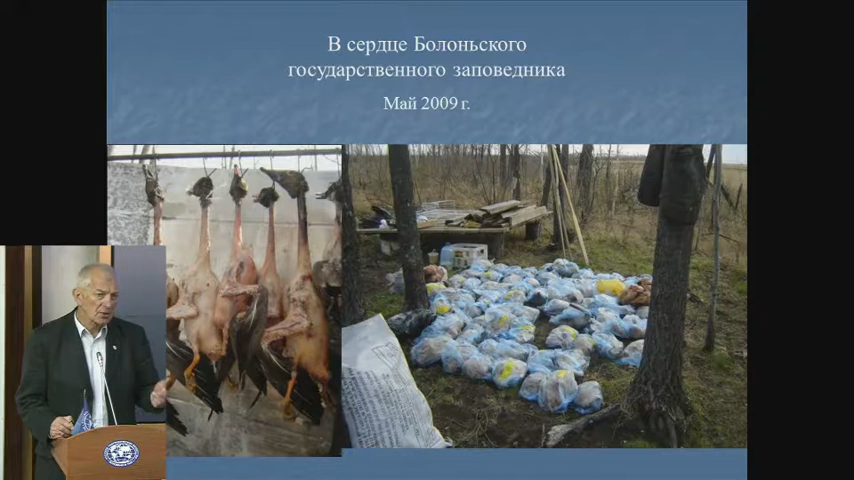 В сердце Болоньского
государственного заповедника
Май 2009 г.